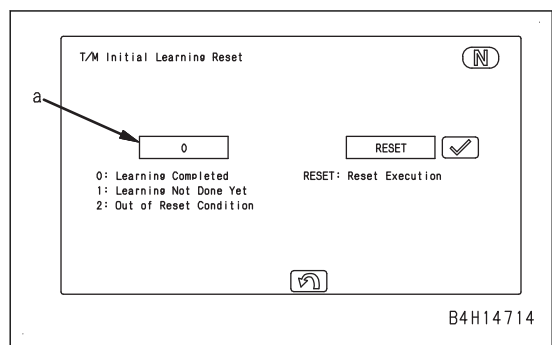 T/M Initial Learning Reset
N
a
0
RESET
0: Learning Completed
RESET: Reset Execution
1: Learning Not Done Yet
2: Out of Reset Condition
B4H14714